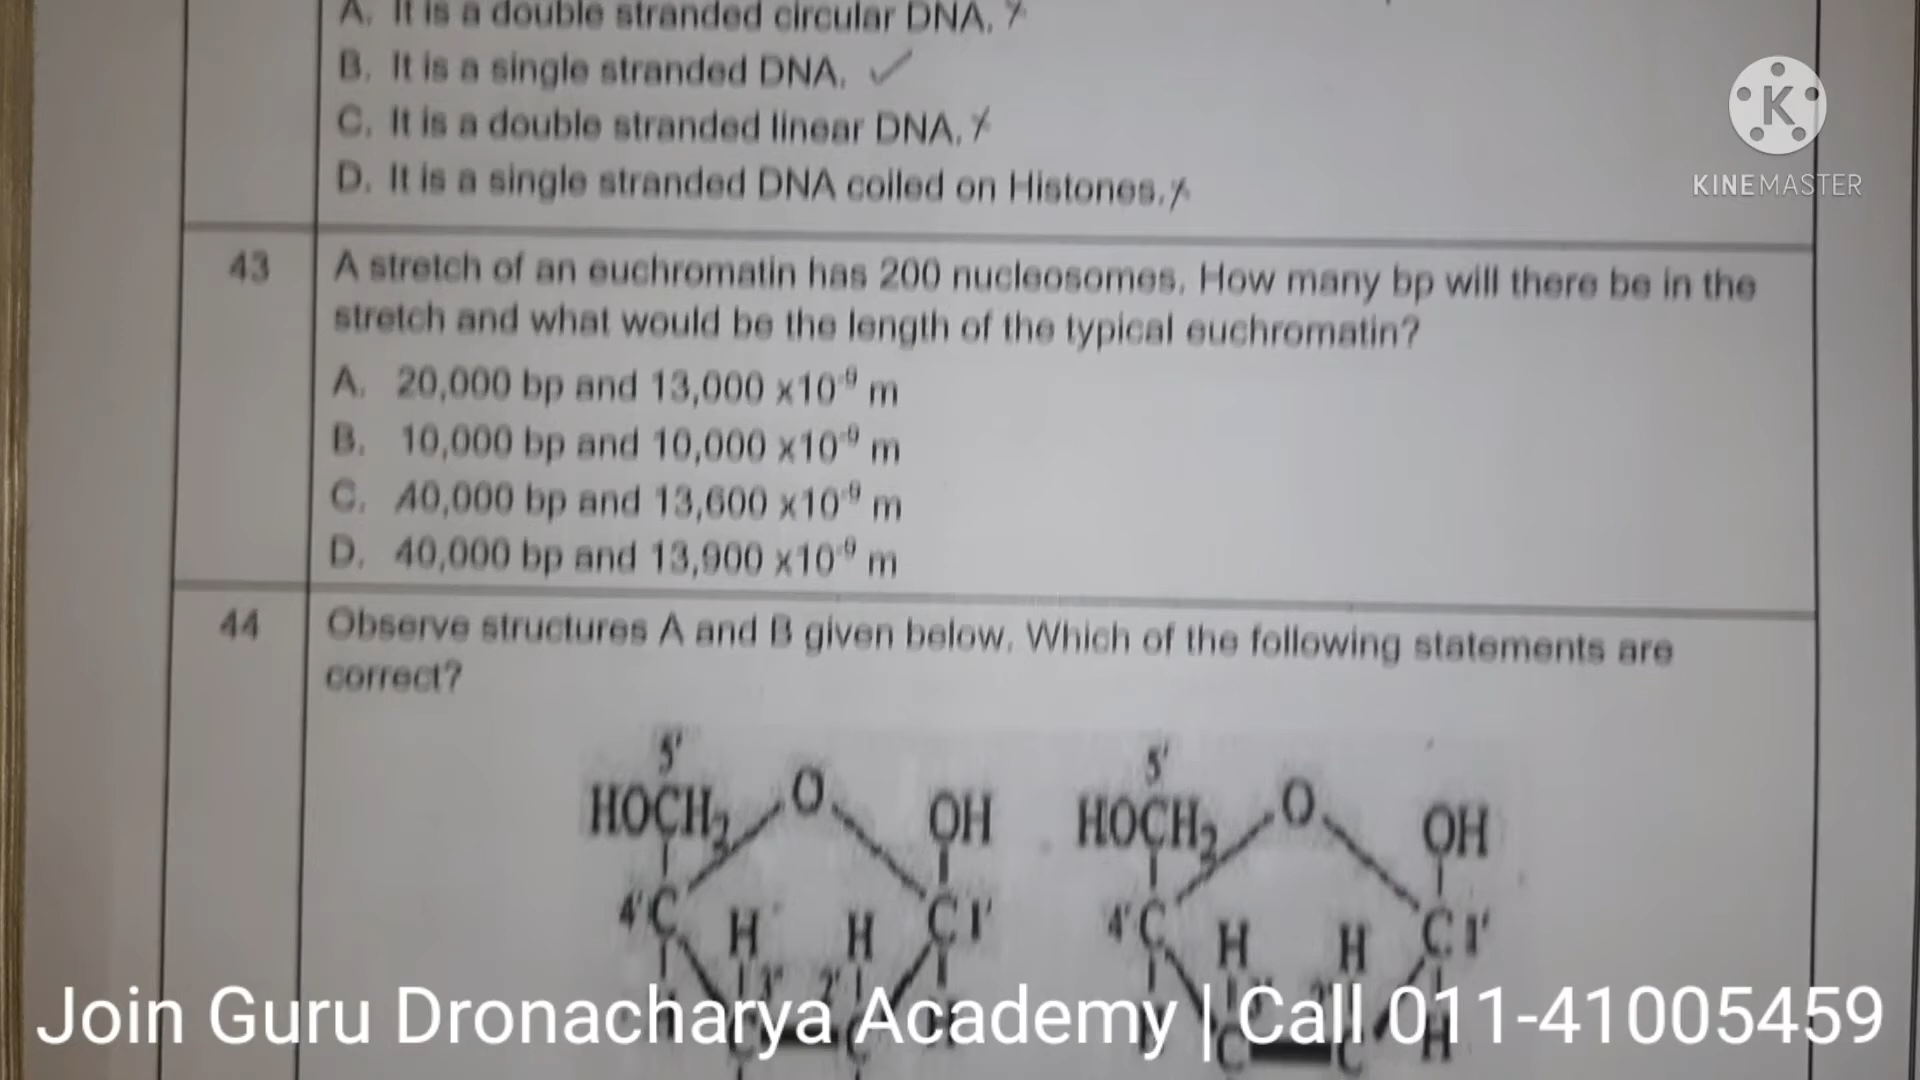 A. It is a double stranded circular DNA.
B. It is a single stranded DNA.
C. It is a double stranded linear DNA.
D. It is a single stranded DNA coiled on Histones.
K
KINEMASTER
43 A stretch of an euchromatin has 200 nucleosomes. How many bp will there be in the
stretch and what would be the length of the typical euchromatin?
A. 20,000 bp and 13,000 x10⁻⁹ m
B. 10,000 bp and 10,000 x10⁻⁹ m
C. 40,000 bp and 13,600 x10⁻⁹ m
D. 40,000 bp and 13,900 x10⁻⁹ m
44 Observe structures A and B given below. Which of the following statements are
correct?
5' 5'
HOCH₂ O OH HOCH₂ O OH
4'C H H C1' 4'C H H C1'
2'
C C C C H
Join Guru Dronacharya Academy | Call 011-41005459